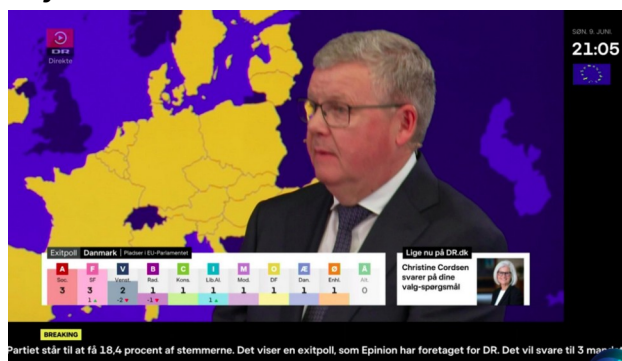 DR
Direkte
SØN. 9. JUNI
21:05
Exitpoll Danmark Pladser i EU-Parlamentet
A F V B C I M O Æ Ø Å
Soc. SF Venst. Rad. Kons. Lib.Al. Mod. DF Dan. Enhl. Alt.
3 3 2 1 1 1 1 1 1 1 0
1 -2 -1 1
Lige nu på DR.dk
Christine Cordsen
svarer på dine
valg-spørgsmål
BREAKING
Partiet står til at få 18,4 procent af stemmerne. Det viser en exitpoll, som Epinion har foretaget for DR. Det vil svare til 3